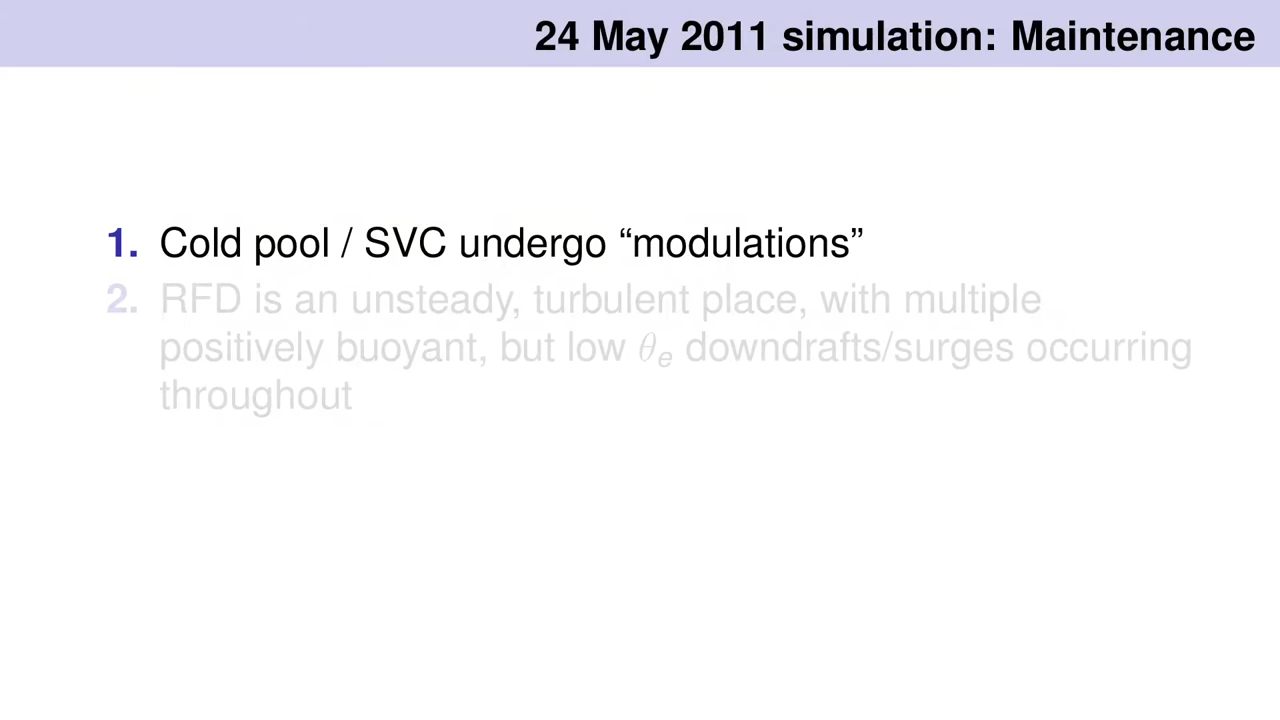 24 May 2011 simulation: Maintenance
1. Cold pool / SVC undergo “modulations”
2. RFD is an unsteady, turbulent place, with multiple
positively buoyant, but low θe downdrafts/surges occurring
throughout